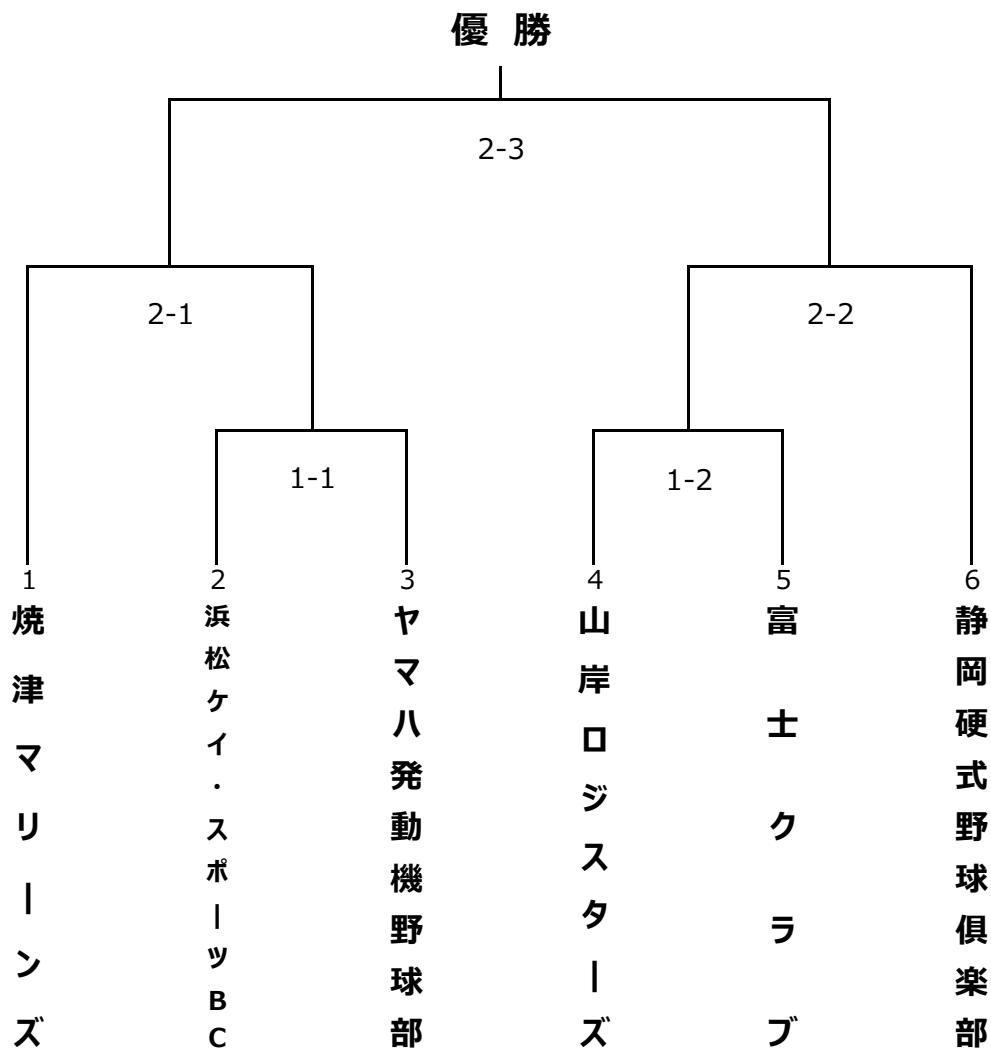 優 勝
2-3
2-1
2-2
1-1
1-2
1
2
3
4
5
6
焼津マリーンズ
浜松ケイ・スポーツBC
ヤマハ発動機野球部
山岸ロジスターズ
富士クラブ
静岡硬式野球倶楽部